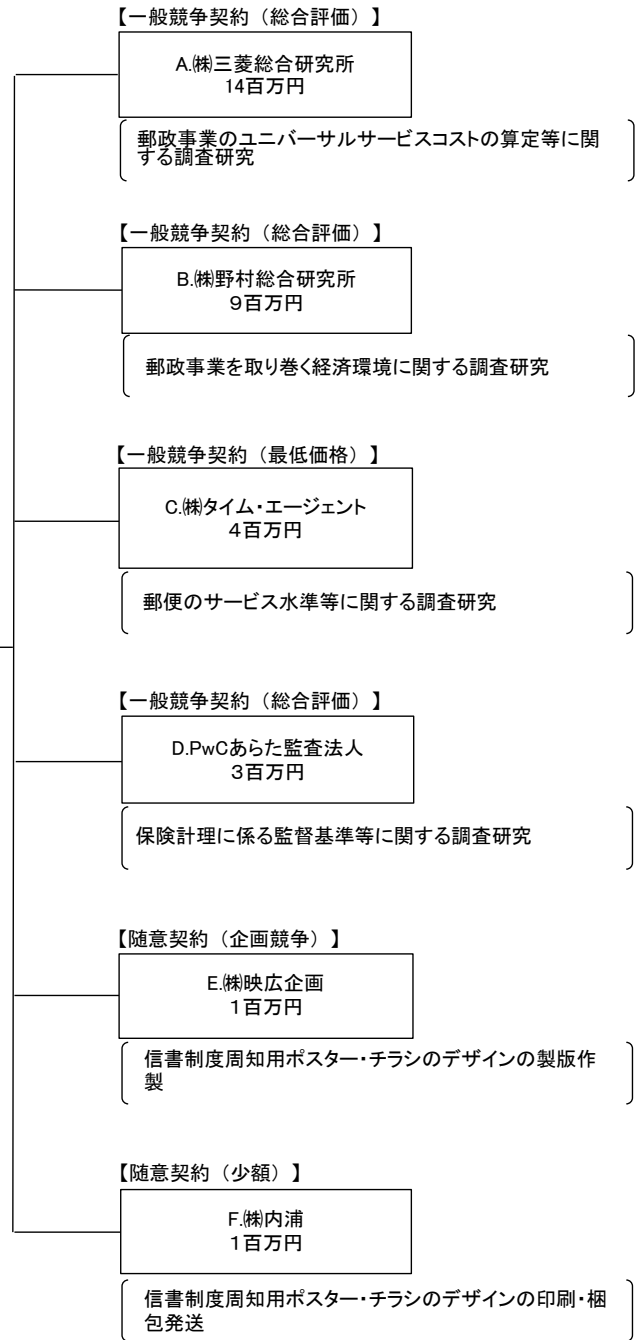 【一般競争契約（総合評価）】
A.㈱三菱総合研究所
14百万円
郵政事業のユニバーサルサービスコストの算定等に関
する調査研究
【一般競争契約（総合評価）】
B.㈱野村総合研究所
９百万円
郵政事業を取り巻く経済環境に関する調査研究
【一般競争契約（最低価格）】
C.㈱タイム・エージェント
４百万円
郵便のサービス水準等に関する調査研究
【一般競争契約（総合評価）】
D.PwCあらた監査法人
３百万円
保険計理に係る監督基準等に関する調査研究
【随意契約（企画競争）】
E.㈱映広企画
１百万円
信書制度周知用ポスター・チラシのデザインの製版作
製
【随意契約（少額）】
F.㈱内浦
１百万円
信書制度周知用ポスター・チラシのデザインの印刷・梱
包発送